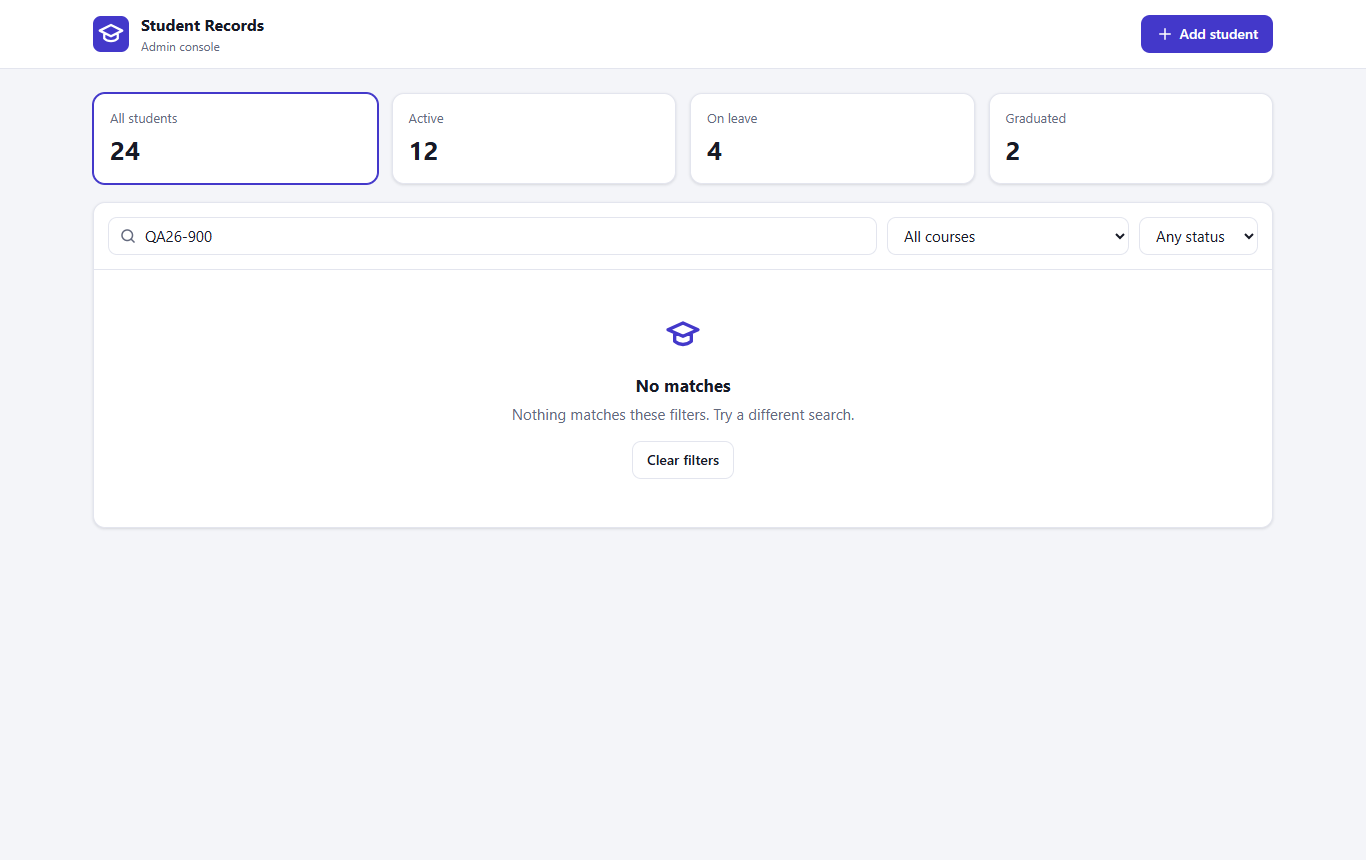 Student Records
Admin console
Add student
All students
24
Active
12
On leave
4
Graduated
2
QA26-900
All courses
Any status
No matches
Nothing matches these filters. Try a different search.
Clear filters